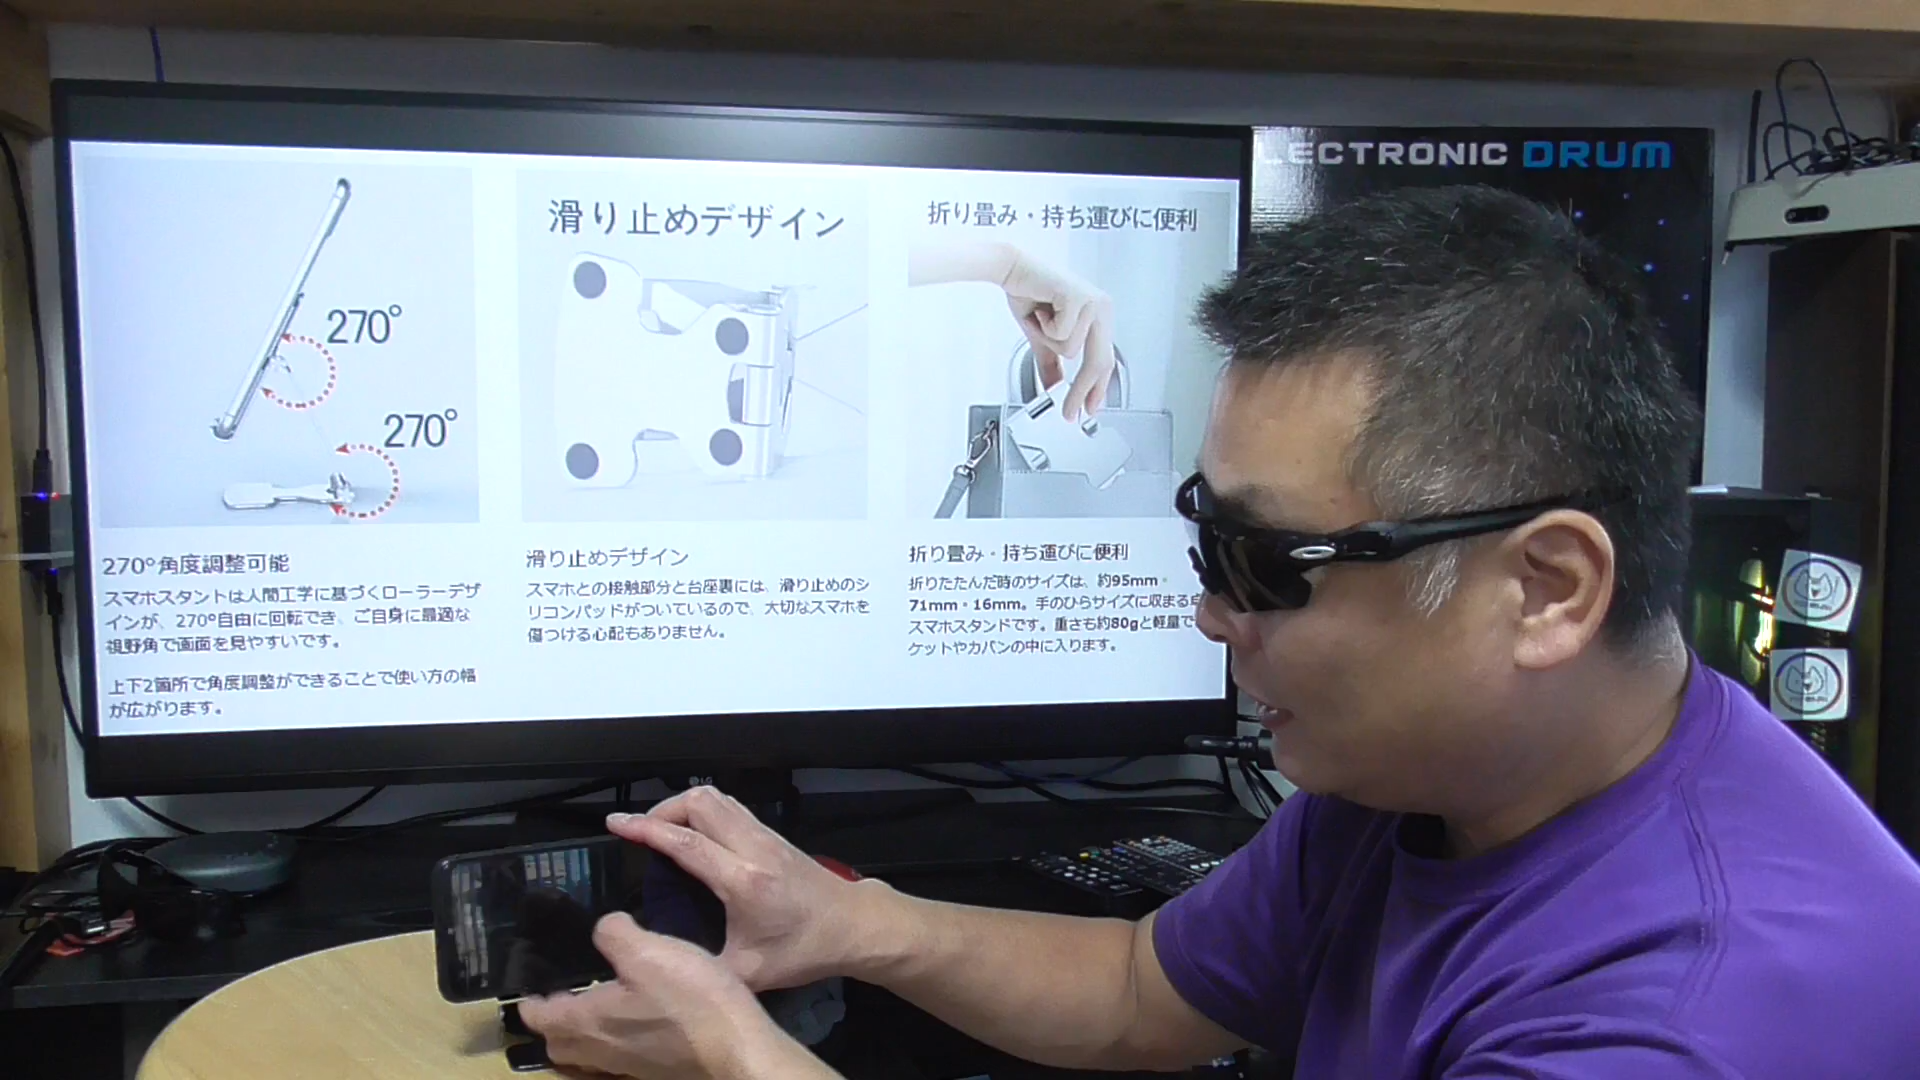 ECTRONIC DRUM
270°
270°
滑り止めデザイン
折り畳み・持ち運びに便利
270°角度調整可能
スマホスタントは人間工学に基づくローラーデザ
インが、270°自由に回転でき、ご自身に最適な
視野角で画面を見やすいです。
上下2箇所で角度調整ができることで使い方の幅
が広がります。
滑り止めデザイン
スマホとの接触部分と台座裏には、滑り止めのシ
リコンパッドがついているので、大切なスマホを
傷つける心配もありません。
折り畳み・持ち運びに便利
折りたたんだ時のサイズは、約95mm・
71mm・16mm。手のひらサイズに収まる
スマホスタンドです。重さも約80gと軽量で
ケットやカバンの中に入ります。
LG